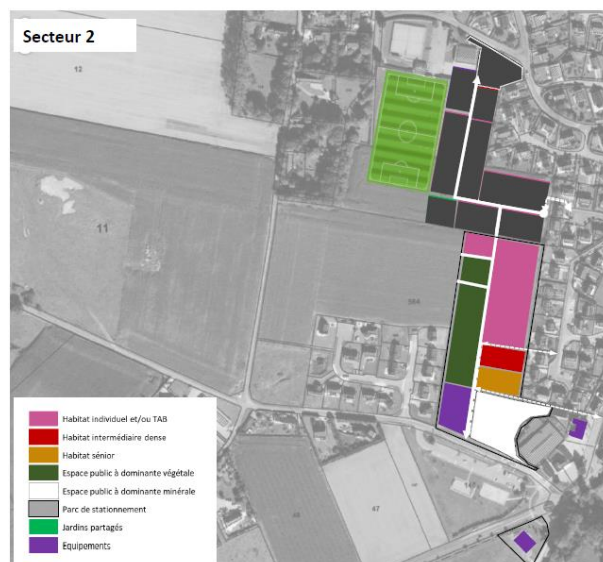 Secteur 2
12
11
47
Habitat individuel et/ou TAB
Habitat intermédiaire dense
Habitat sénior
Espace public à dominante végétale
Espace public à dominante minérale
Parc de stationnement
Jardins partagés
Equipements